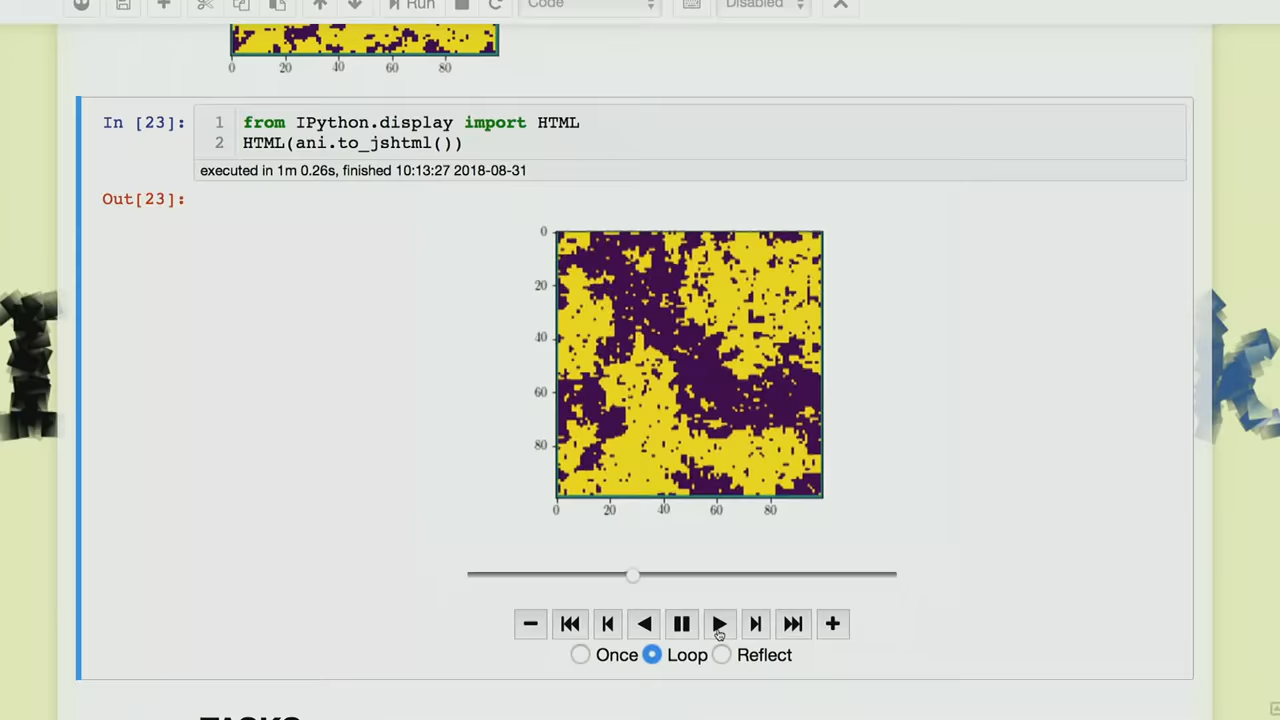 Run Code Disabled
0 20 40 60 80
In [23]: 1 from IPython.display import HTML
2 HTML(ani.to_jshtml())
executed in 1m 0.26s, finished 10:13:27 2018-08-31
Out[23]:
0
20
40
60
80
0 20 40 60 80
Once Loop Reflect
TASKS